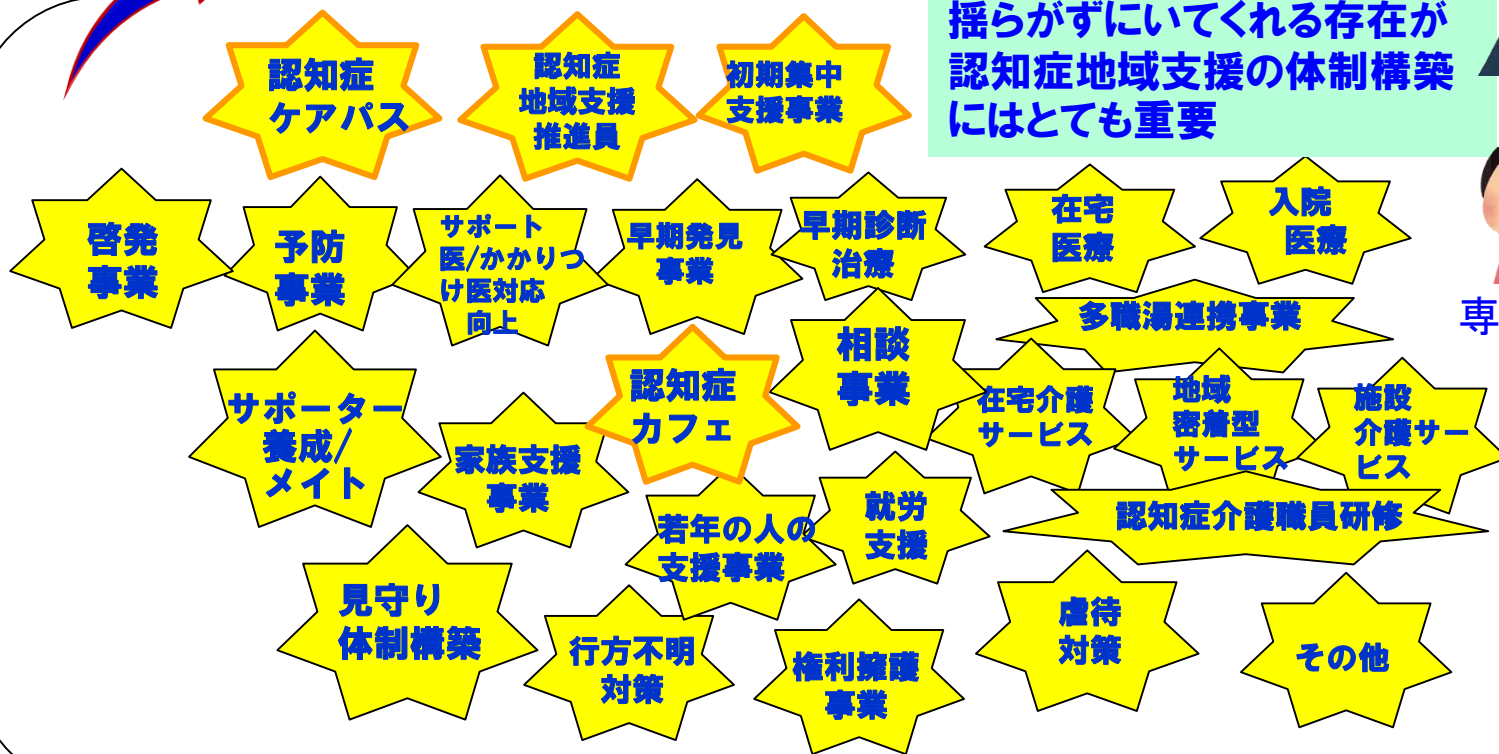 揺らがずにいてくれる存在が
認知症地域支援の体制構築
にはとても重要
認知症
ケアパス
認知症
地域支援
推進員
初期集中
支援事業
啓発
事業
予防
事業
サポート
医/かかりつ
け医対応
向上
早期発見
事業
早期診断
治療
在宅
医療
入院
医療
多職湯連携事業
専
相談
事業
認知症
カフェ
サポーター
養成/
メイト
家族支援
事業
在宅介護
サービス
地域
密着型
サービス
施設
介護サー
ビス
認知症介護職員研修
若年の人の
支援事業
就労
支援
見守り
体制構築
行方不明
対策
権利擁護
事業
虐待
対策
その他